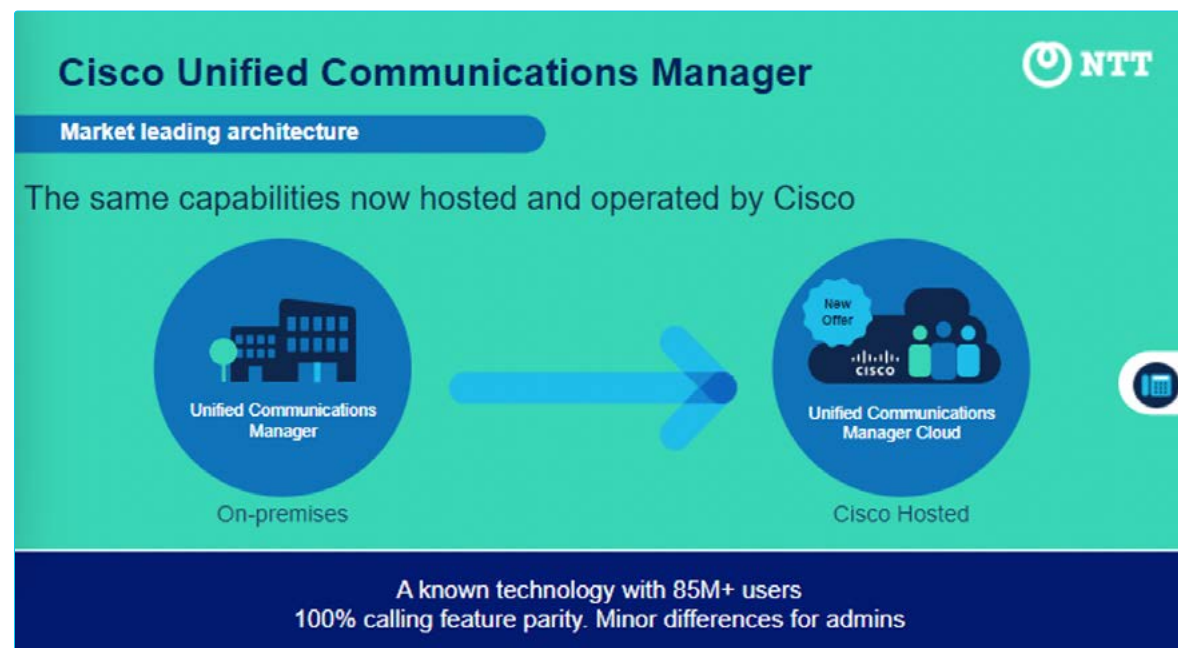 Cisco Unified Communications Manager
NTT
Market leading architecture
The same capabilities now hosted and operated by Cisco
Unified Communications
Manager
On-premises
New
Offer
CISCO
Unified Communications
Manager Cloud
Cisco Hosted
A known technology with 85M+ users
100% calling feature parity. Minor differences for admins